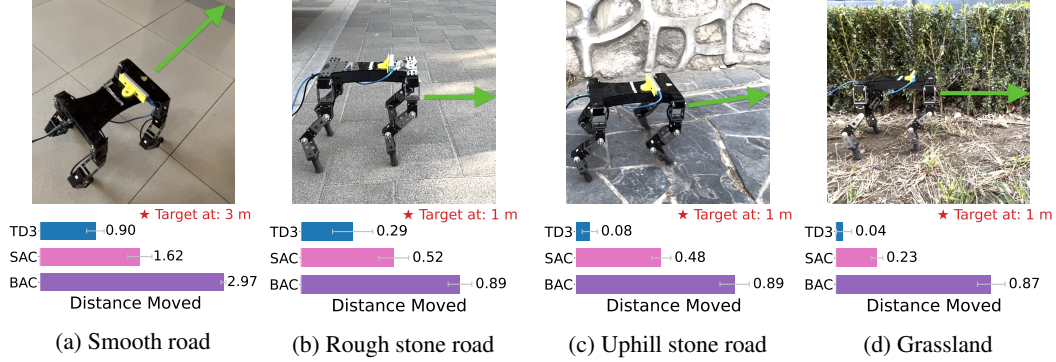 ★ Target at: 3 m
TD3
0.90
SAC
1.62
BAC
2.97
Distance Moved
(a) Smooth road
★ Target at: 1 m
TD3
0.29
SAC
0.52
BAC
0.89
Distance Moved
(b) Rough stone road
★ Target at: 1 m
TD3
0.08
SAC
0.48
BAC
0.89
Distance Moved
(c) Uphill stone road
★ Target at: 1 m
TD3
0.04
SAC
0.23
BAC
0.87
Distance Moved
(d) Grassland